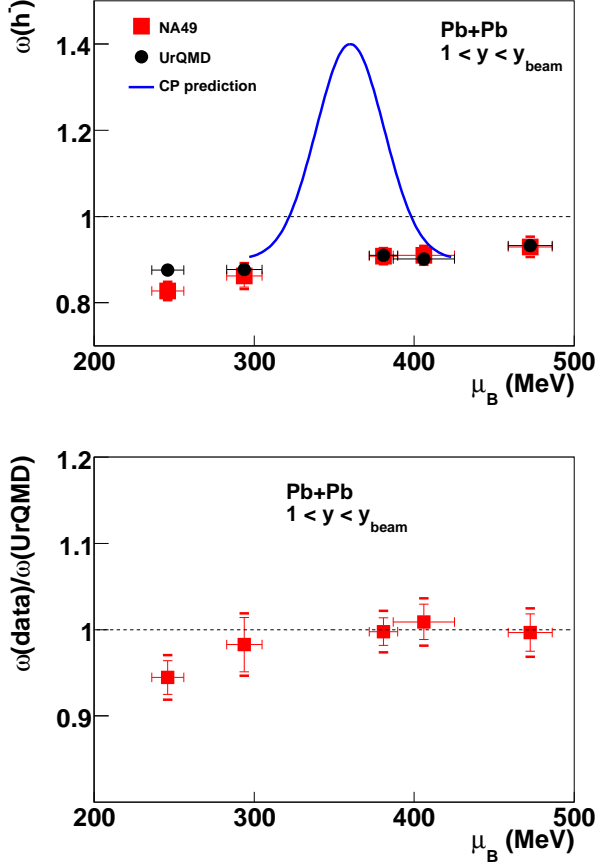 ω(h⁻)
NA49
UrQMD
CP prediction
Pb+Pb
1 < y < y_beam
1.4
1.2
1
0.8
200 300 400 500
μ_B (MeV)
ω(data)/ω(UrQMD)
Pb+Pb
1 < y < y_beam
1.2
1.1
1
0.9
200 300 400 500
μ_B (MeV)